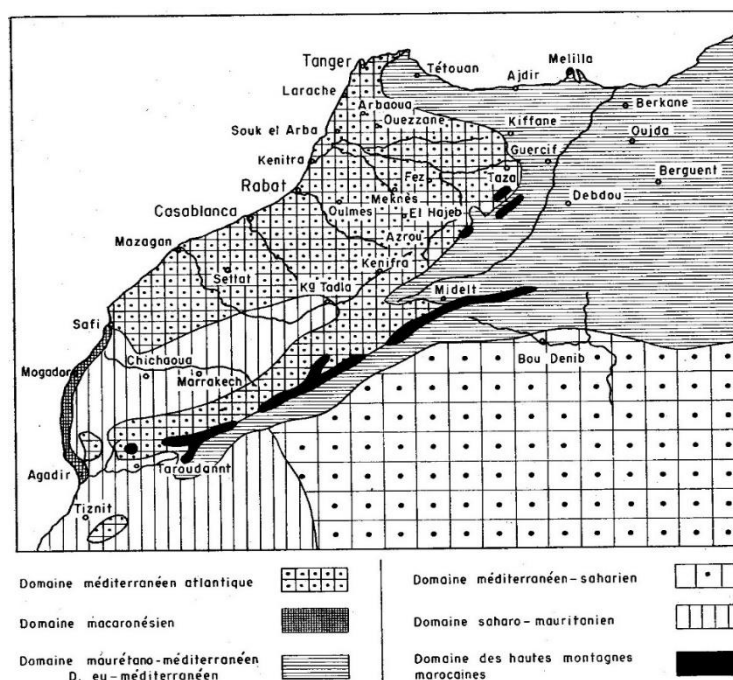 Tanger
Tétouan
Melilla
Ajdir
Larache
Arbaoua
Berkane
Ouezzane
Souk el Arba
Kiffane
Oujda
Kenitra
Guercif
Fez
Taza
Berguent
Rabat
Meknès
Debdou
Oulmès
El Hajeb
Casablanca
Azrou
Mazagan
Kenifra
Settat
Midelt
Kª Tadla
Safi
Chichaoua
Bou Denib
Mogador
Marrakech
Agadir
Taroudannt
Tiznit
Domaine méditerranéen atlantique
Domaine macaronésien
Domaine maurétano-méditerranéen
D. eu-méditerranéen
Domaine méditerranéen-saharien
Domaine saharo-mauritanien
Domaine des hautes montagnes
marocaines